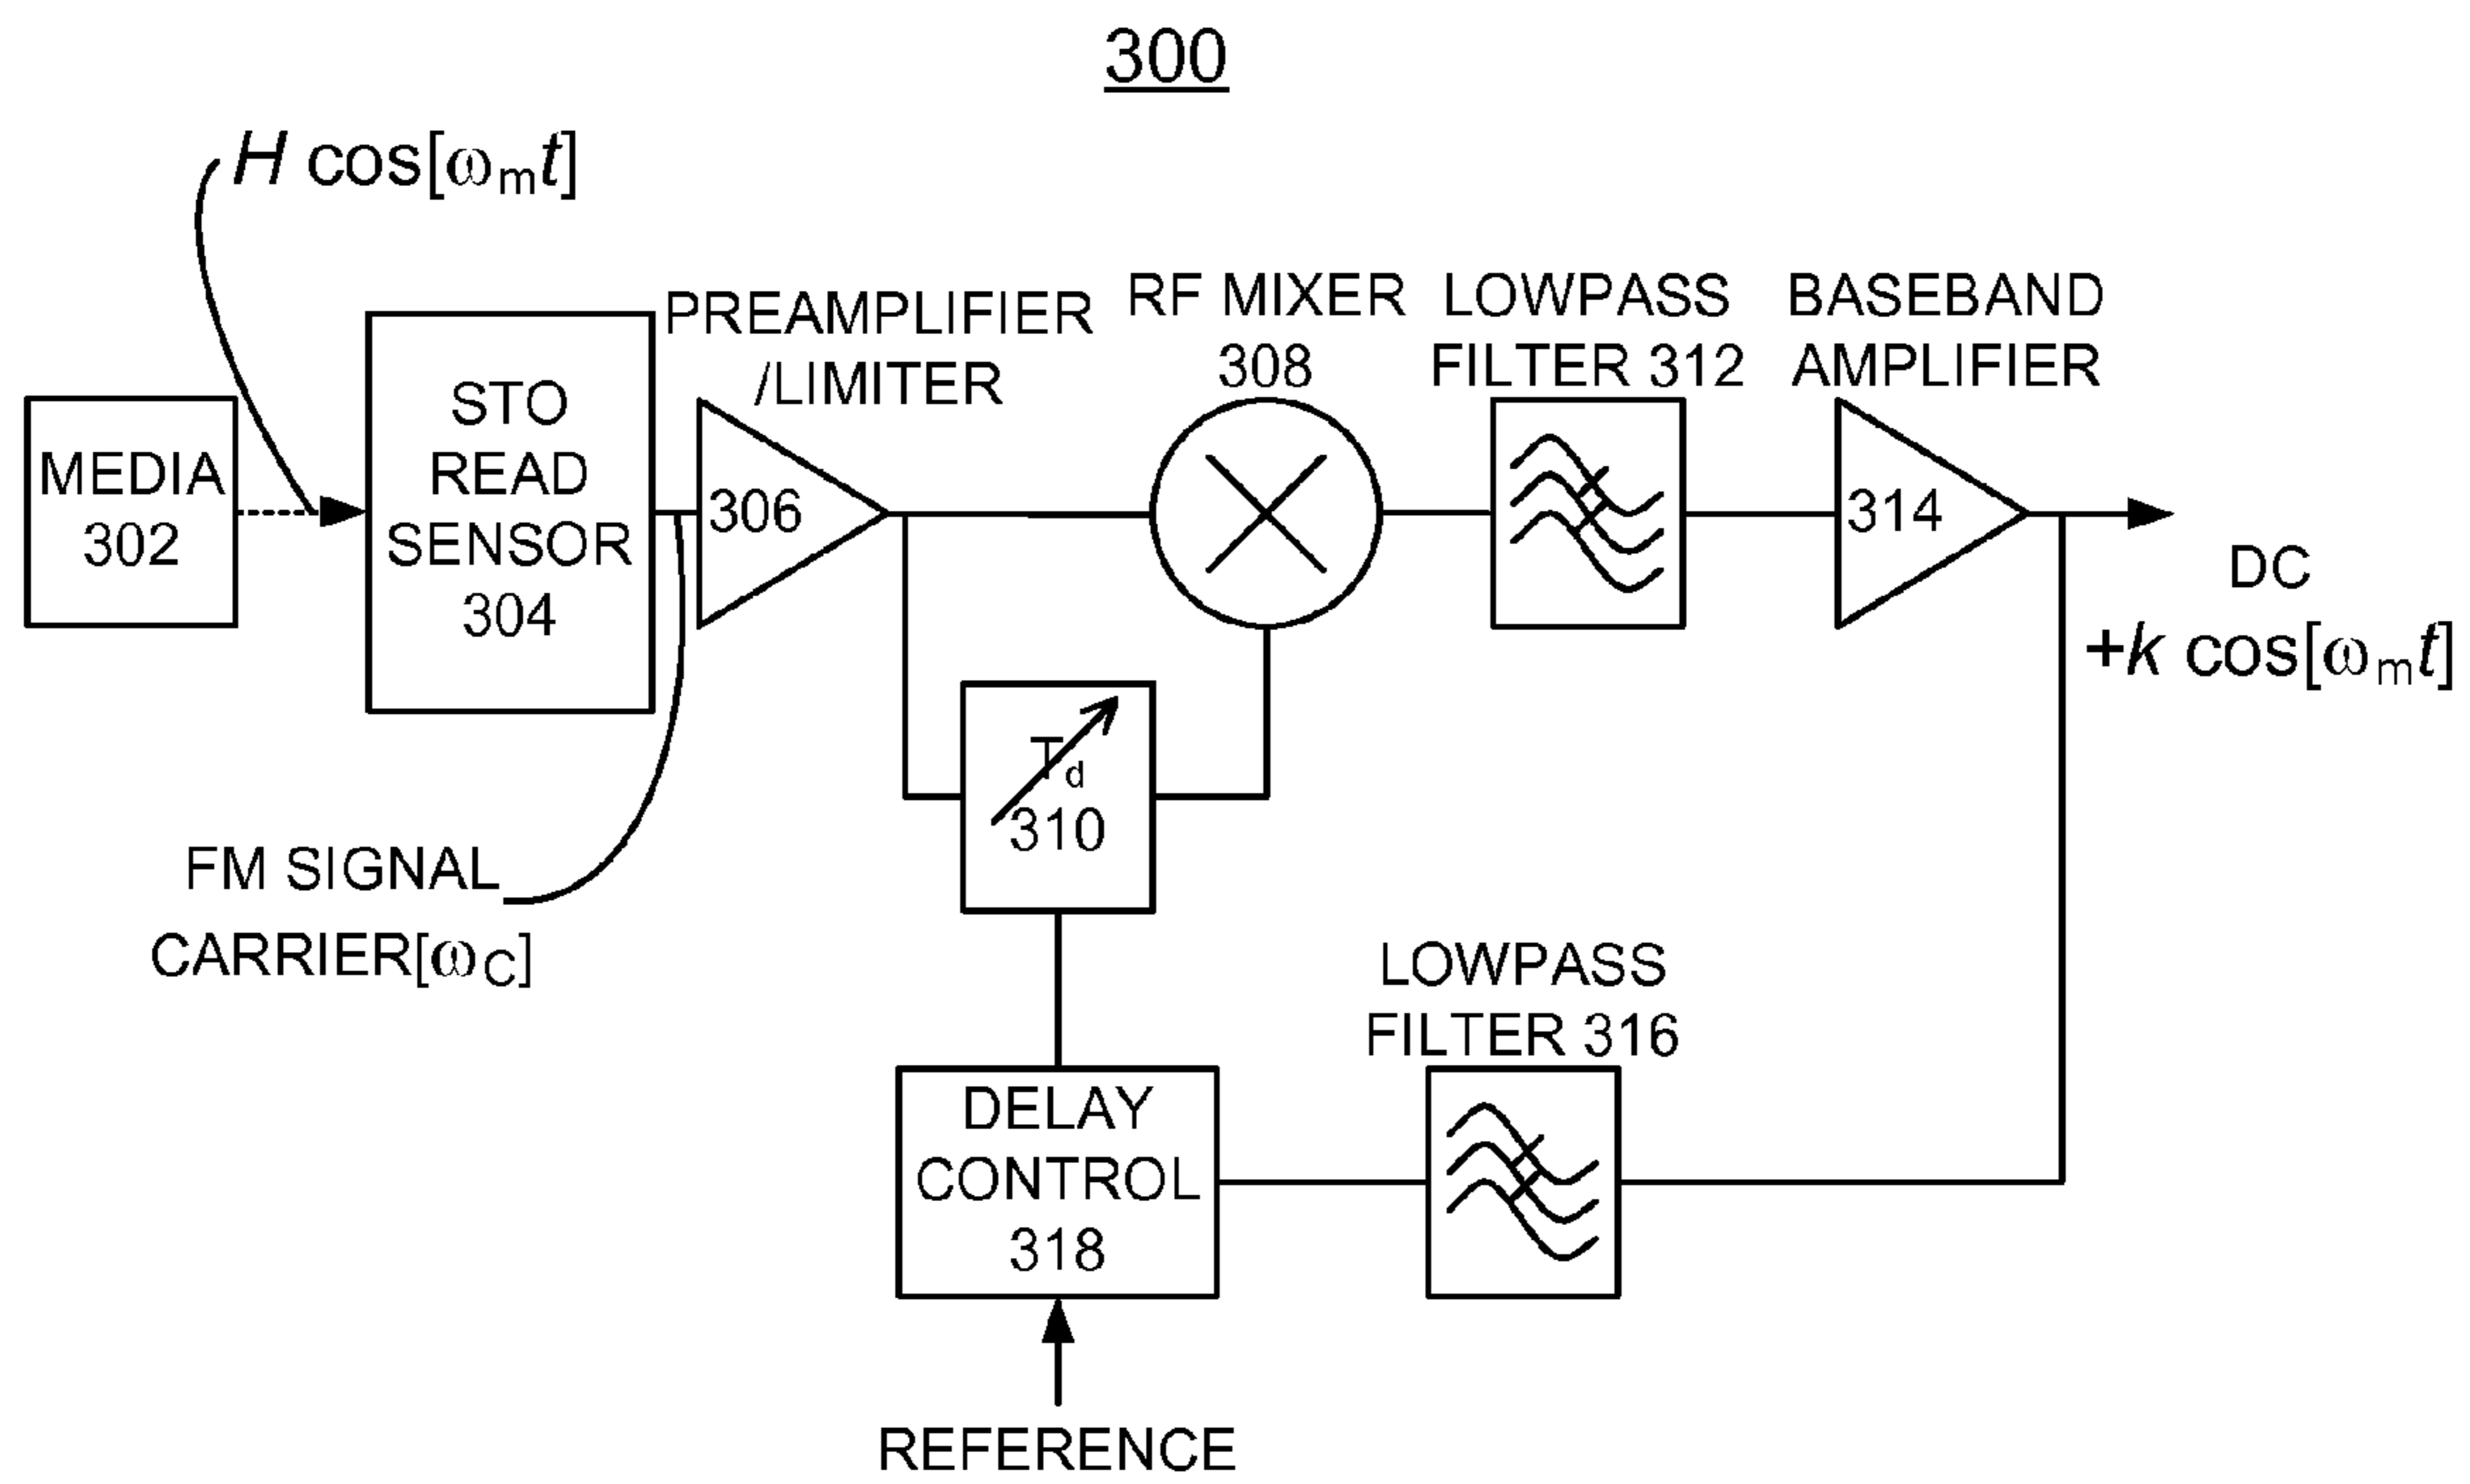 300
H cos[ωmt]
PREAMPLIFIER
/LIMITER
RF MIXER
308
LOWPASS
FILTER 312
BASEBAND
AMPLIFIER
MEDIA
302
STO
READ
SENSOR
304
306
314
DC
+k cos[ωmt]
Td
310
FM SIGNAL
CARRIER[ωC]
LOWPASS
FILTER 316
DELAY
CONTROL
318
REFERENCE